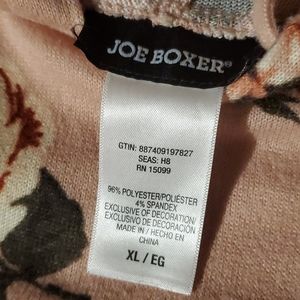 JOE BOXER®
GTIN: 887409197827
SEAS: H8
RN 15099
96% POLYESTER/POLIÉSTER
4% SPANDEX
EXCLUSIVE OF DECORATION/
EXCLUSIVO DE DECORACIÓN
MADE IN / HECHO EN
CHINA
XL / EG